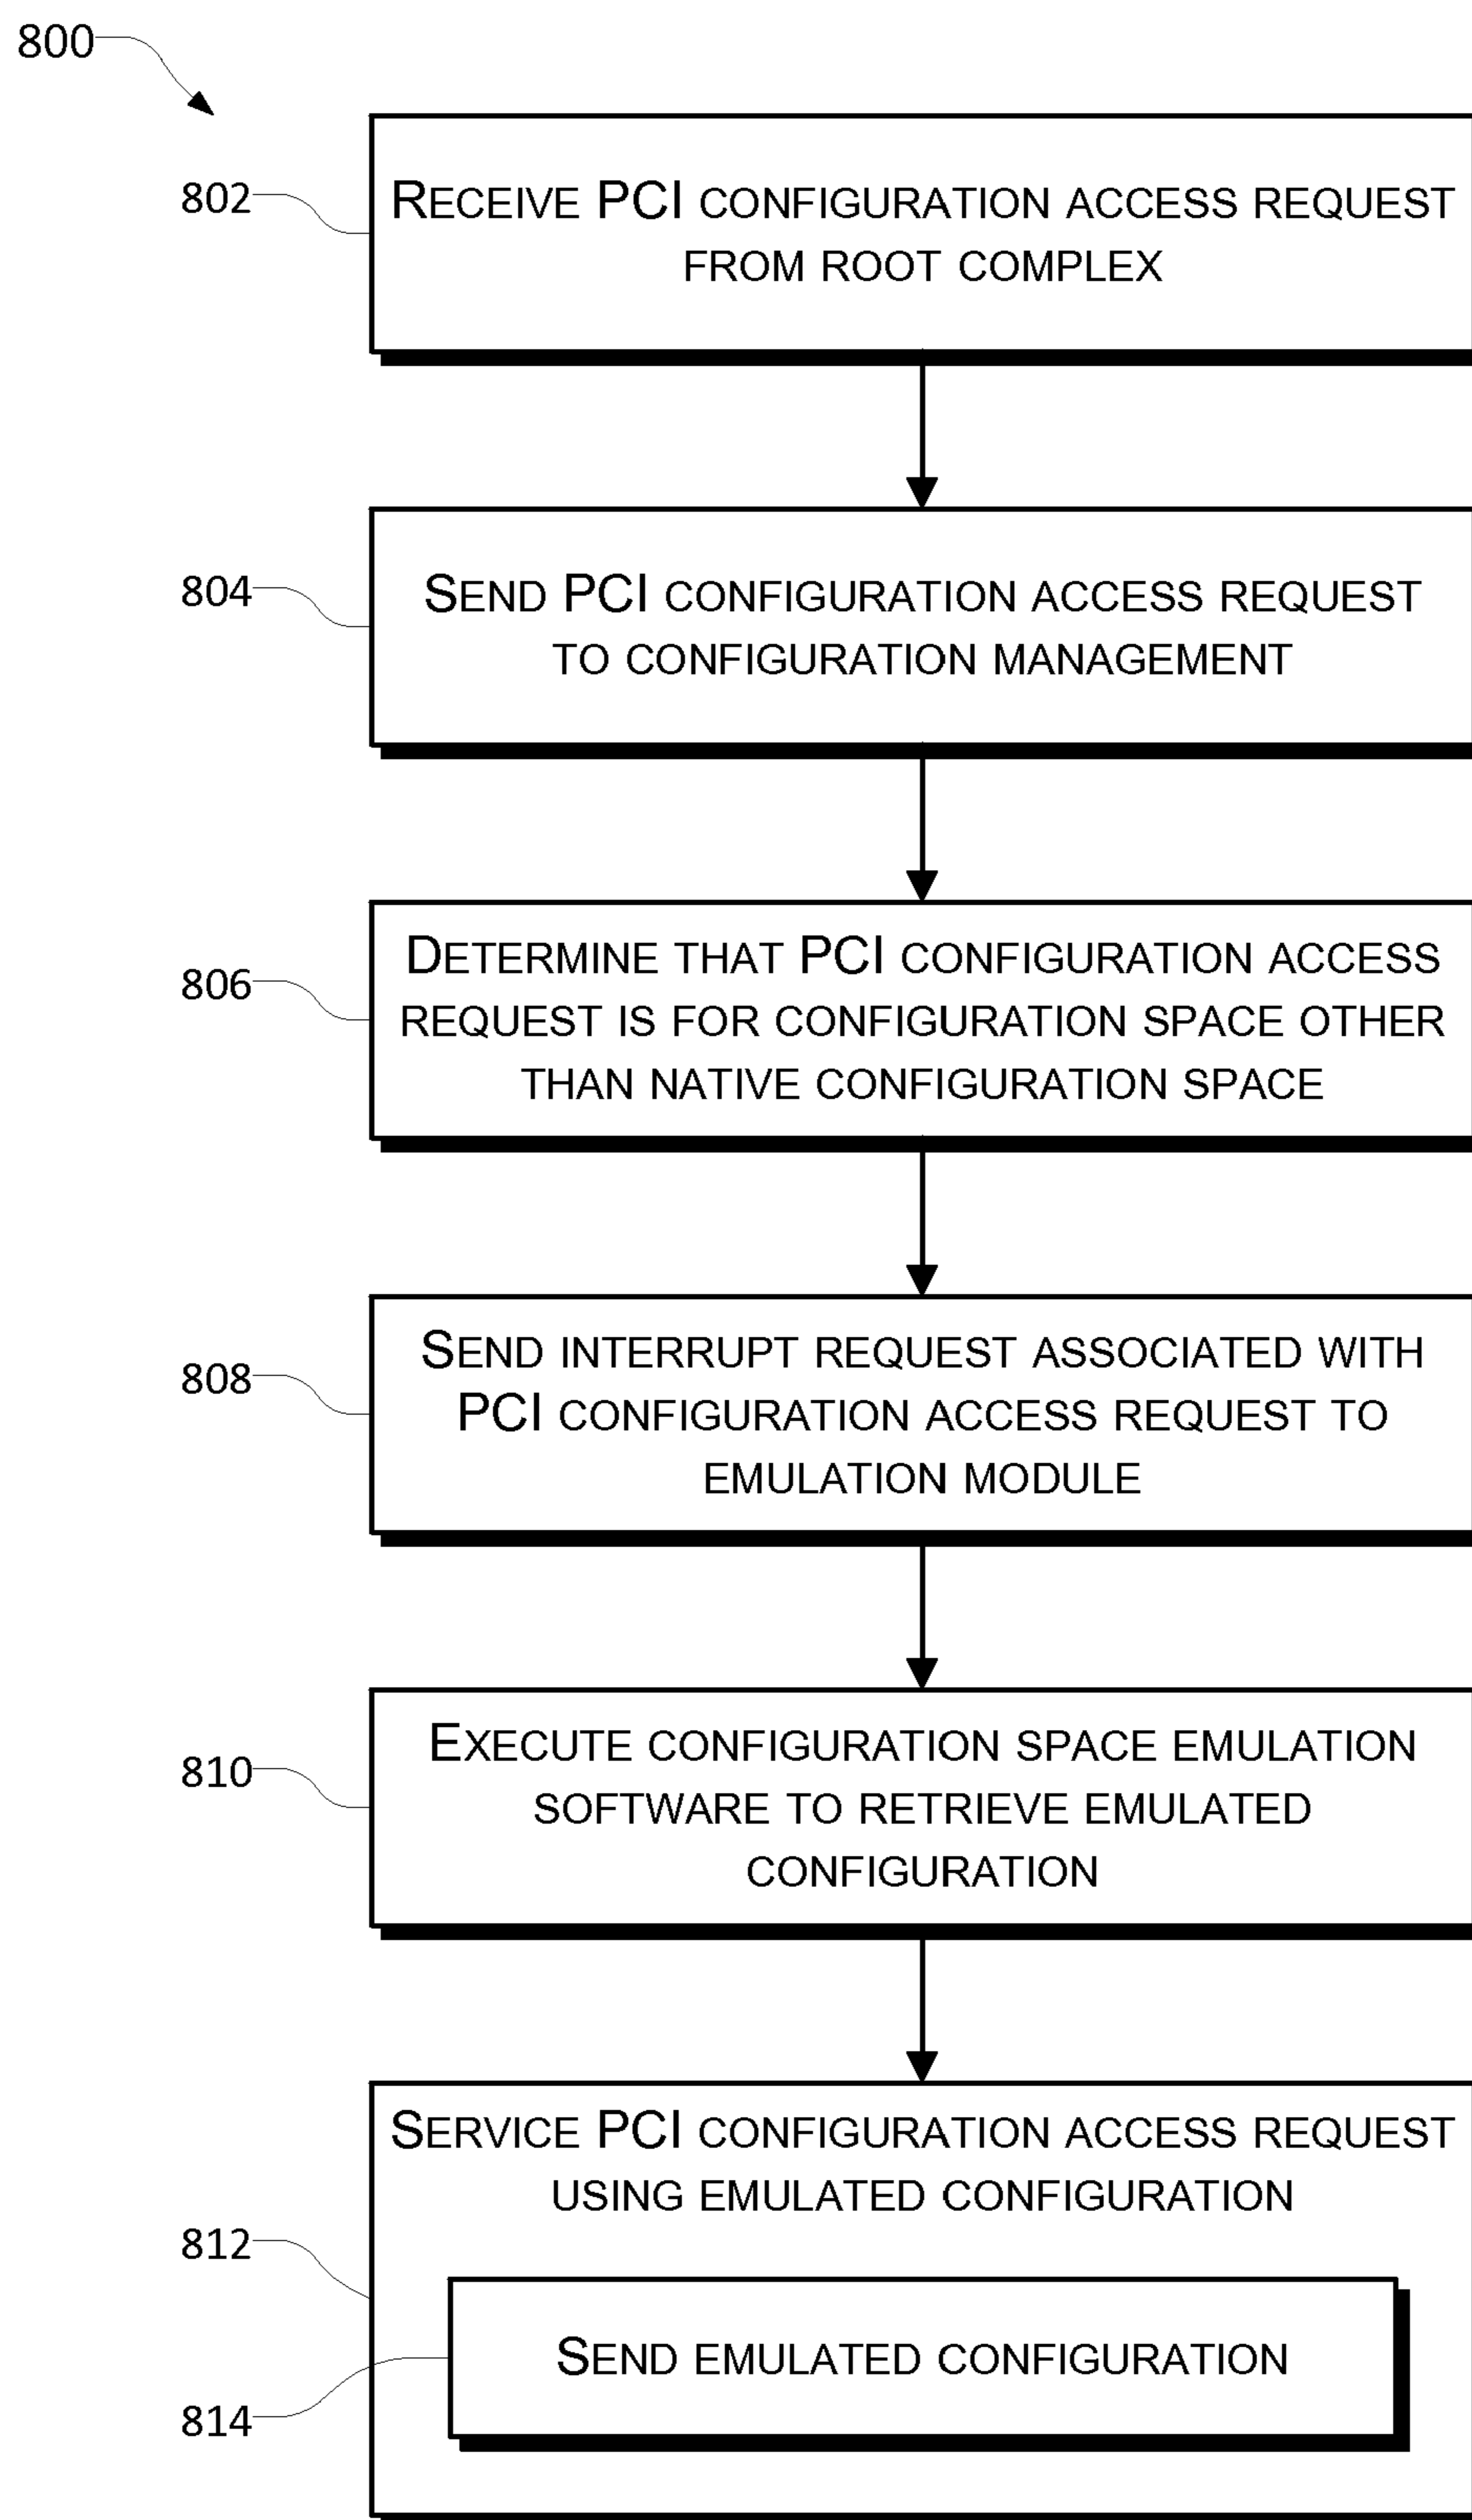 800
802
RECEIVE PCI CONFIGURATION ACCESS REQUEST
FROM ROOT COMPLEX
804
SEND PCI CONFIGURATION ACCESS REQUEST
TO CONFIGURATION MANAGEMENT
806
DETERMINE THAT PCI CONFIGURATION ACCESS
REQUEST IS FOR CONFIGURATION SPACE OTHER
THAN NATIVE CONFIGURATION SPACE
808
SEND INTERRUPT REQUEST ASSOCIATED WITH
PCI CONFIGURATION ACCESS REQUEST TO
EMULATION MODULE
810
EXECUTE CONFIGURATION SPACE EMULATION
SOFTWARE TO RETRIEVE EMULATED
CONFIGURATION
812
SERVICE PCI CONFIGURATION ACCESS REQUEST
USING EMULATED CONFIGURATION
814
SEND EMULATED CONFIGURATION